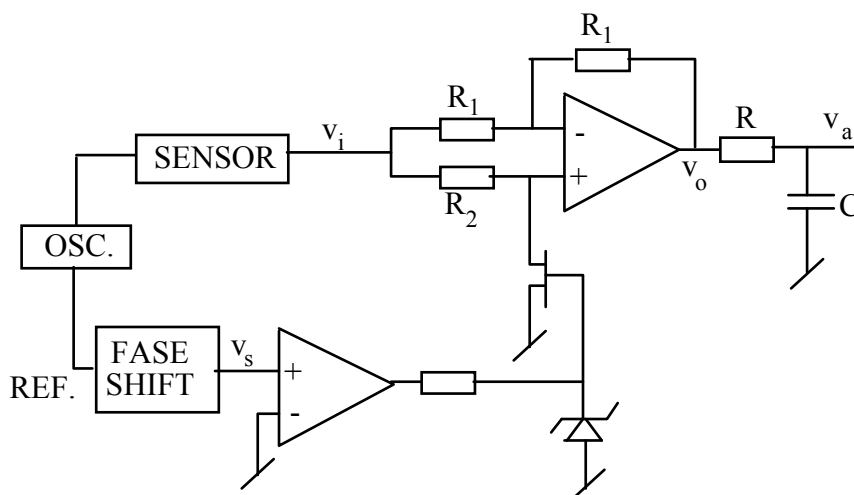 R1
R1
R
va
vi
SENSOR
-
+
vo
R2
C
OSC.
FASE
SHIFT
vs
+
-
REF.